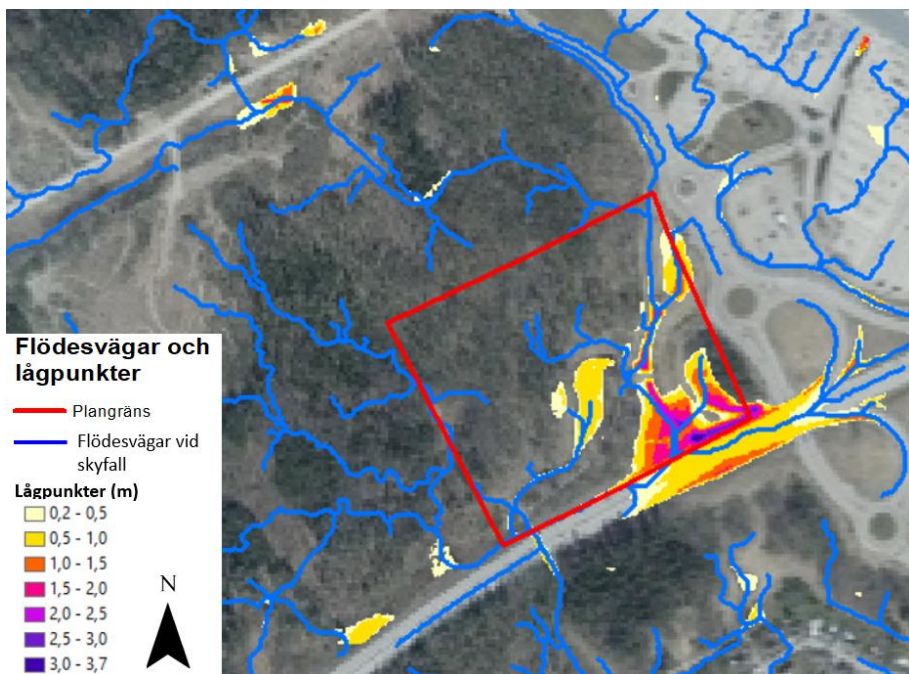 Flödesvägar och
lågpunkter
Plangräns
Flödesvägar vid
skyfall
Lågpunkter (m)
0,2 - 0,5
0,5 - 1,0
1,0 - 1,5
1,5 - 2,0
2,0 - 2,5
2,5 - 3,0
3,0 - 3,7
N